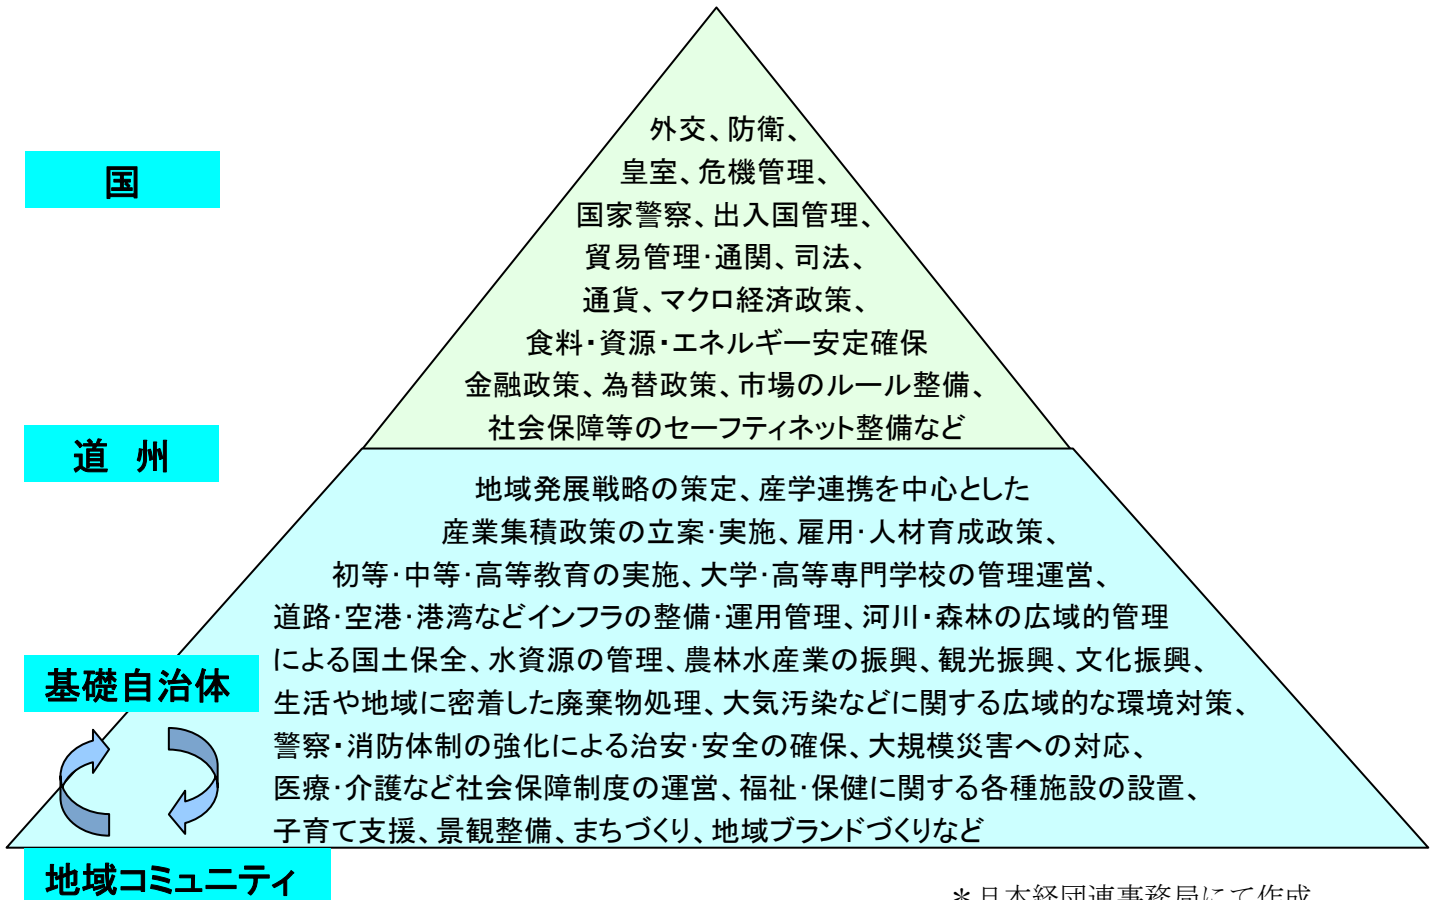 外交、防衛、
皇室、危機管理、
国
国家警察、出入国管理、
貿易管理・通関、司法、
通貨、マクロ経済政策、
食料・資源・エネルギー安定確保
金融政策、為替政策、市場のルール整備、
社会保障等のセーフティネット整備など
道 州
地域発展戦略の策定、産学連携を中心とした
産業集積政策の立案・実施、雇用・人材育成政策、
初等・中等・高等教育の実施、大学・高等専門学校の管理運営、
道路・空港・港湾などインフラの整備・運用管理、河川・森林の広域的管理
による国土保全、水資源の管理、農林水産業の振興、観光振興、文化振興、
基礎自治体
生活や地域に密着した廃棄物処理、大気汚染などに関する広域的な環境対策、
警察・消防体制の強化による治安・安全の確保、大規模災害への対応、
医療・介護など社会保障制度の運営、福祉・保健に関する各種施設の設置、
子育て支援、景観整備、まちづくり、地域ブランドづくりなど
地域コミュニティ
＊日本経団連事務局にて作成